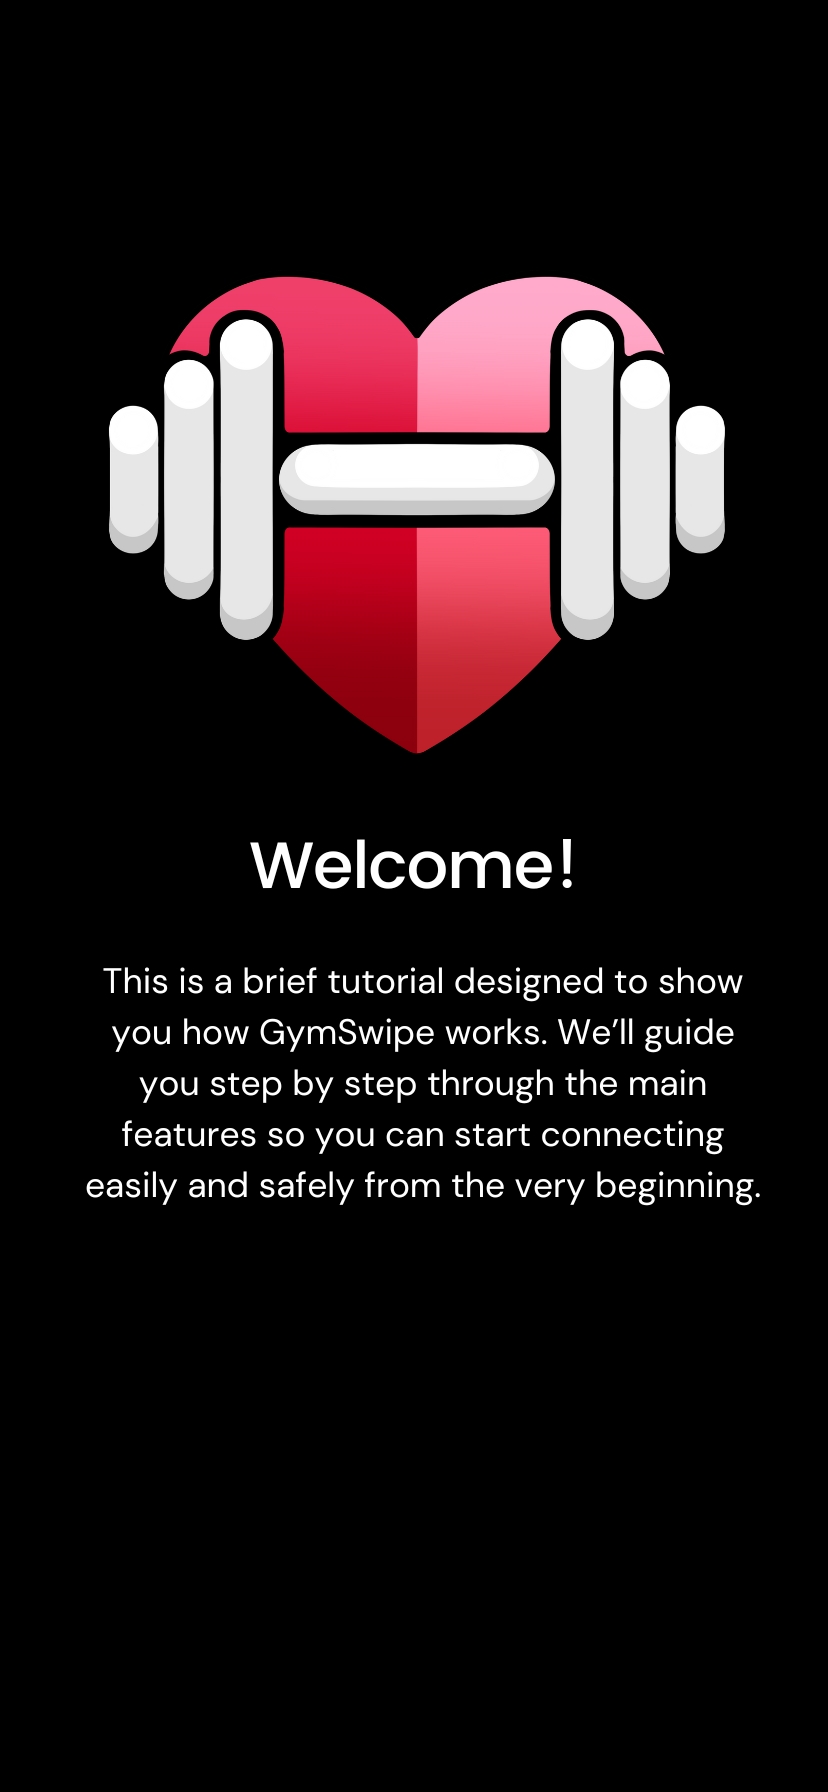 Welcome!
This is a brief tutorial designed to show
you how GymSwipe works. We’ll guide
you step by step through the main
features so you can start connecting
easily and safely from the very beginning.